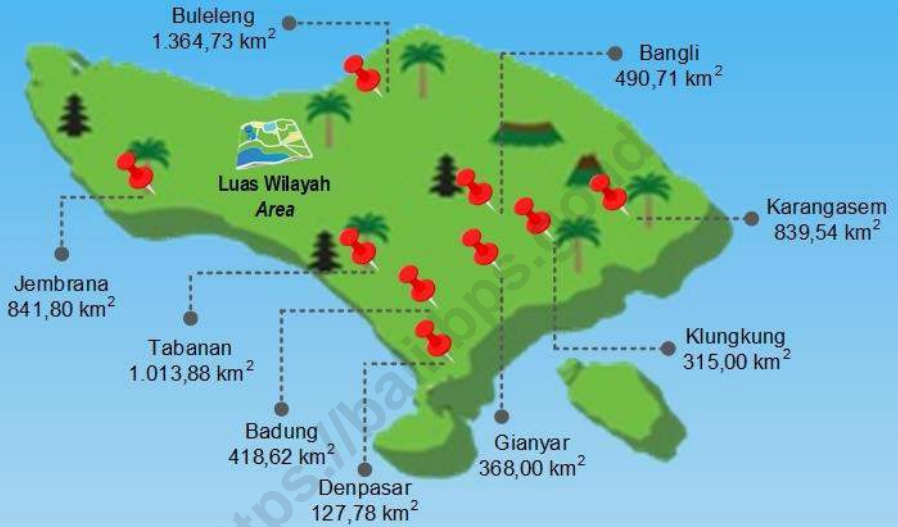 Buleleng
1.364,73 km²
Bangli
490,71 km²
Luas Wilayah
Area
Karangasem
839,54 km²
Jembrana
841,80 km²
Tabanan
1.013,88 km²
Klungkung
315,00 km²
Badung
418,62 km²
Gianyar
368,00 km²
Denpasar
127,78 km²